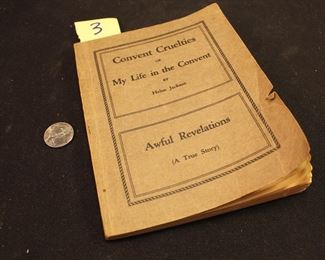 3
Convent Cruelties
OR
My Life in the Convent
BY
Helen Jackson
Awful Revelations
(A True Story)